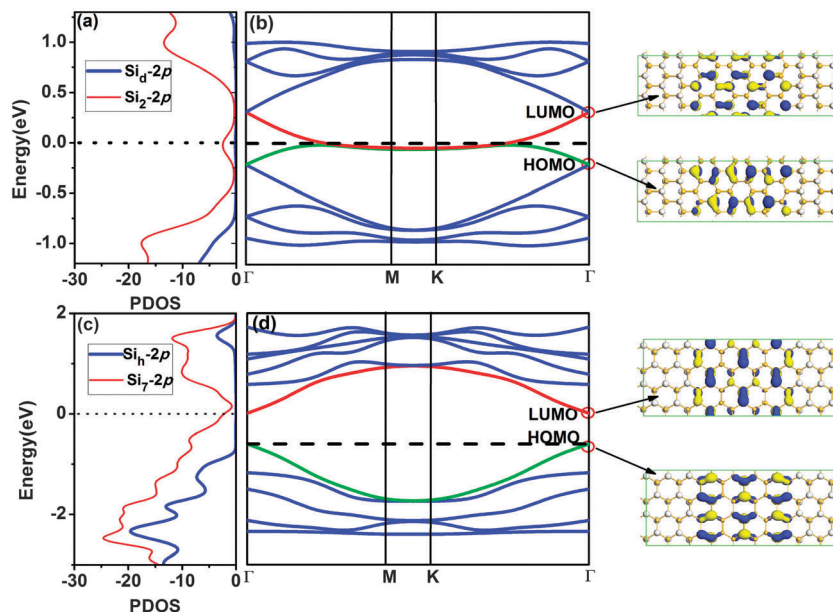 (a)
Si_d-2p
Si_2-2p
Energy(eV)
1.0
0.5
0.0
-0.5
-1.0
-30 -20 -10 0
PDOS
(b)
LUMO
HOMO
Γ M K Γ
(c)
Si_h-2p
Si_7-2p
Energy(eV)
2
0
-2
-30 -20 -10 0
PDOS
(d)
LUMO
HOMO
Γ M K Γ